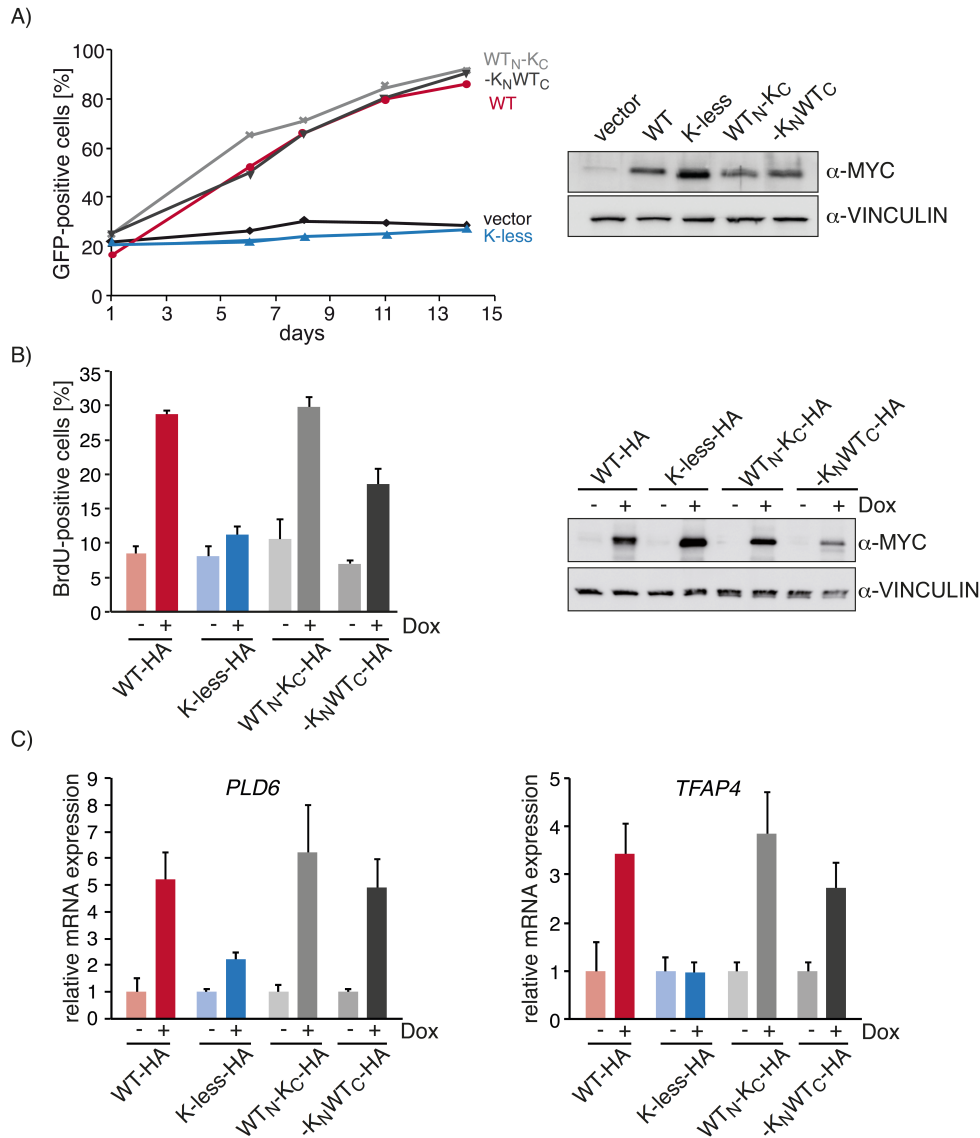 A)
GFP-positive cells [%]
100
80
60
40
20
0
1
3
5
7
9
11
13
15
days
WTN-KC
-KNWTC
WT
vector
K-less
vector
WT
K-less
WTN-KC
-KNWTC
α-MYC
α-VINCULIN
B)
BrdU-positive cells [%]
35
30
25
20
15
10
5
0
- + - + - + - + Dox
WT-HA
K-less-HA
WTN-KC-HA
-KNWTC-HA
WT-HA
K-less-HA
WTN-KC-HA
-KNWTC-HA
- + - + - + - + Dox
α-MYC
α-VINCULIN
C)
relative mRNA expression
PLD6
9
8
7
6
5
4
3
2
1
0
- + - + - + - + Dox
WT-HA
K-less-HA
WTN-KC-HA
-KNWTC-HA
relative mRNA expression
TFAP4
5
4
3
2
1
0
- + - + - + - + Dox
WT-HA
K-less-HA
WTN-KC-HA
-KNWTC-HA